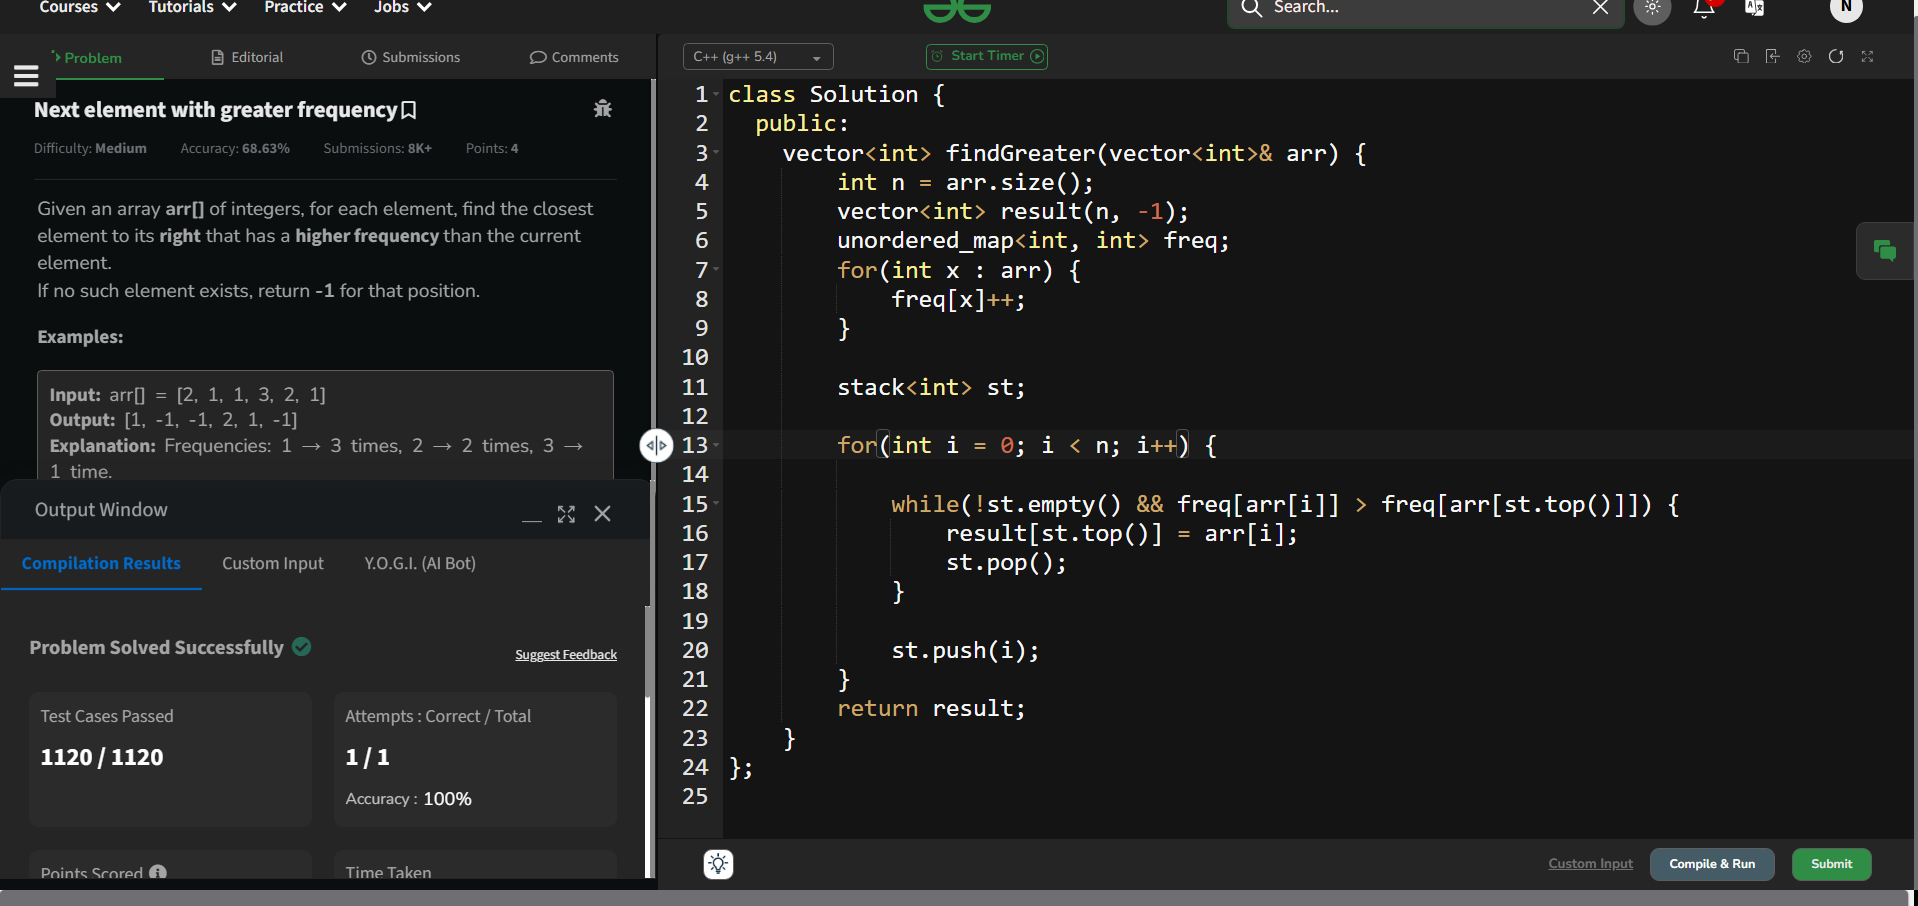 Courses Tutorials Practice Jobs
Search...
N
Problem Editorial Submissions Comments
Next element with greater frequency
Difficulty: Medium Accuracy: 68.63% Submissions: 8K+ Points: 4
Given an array arr[] of integers, for each element, find the closest
element to its right that has a higher frequency than the current
element.
If no such element exists, return -1 for that position.
Examples:
Input: arr[] = [2, 1, 1, 3, 2, 1]
Output: [1, -1, -1, 2, 1, -1]
Explanation: Frequencies: 1 → 3 times, 2 → 2 times, 3 →
1 time.
Output Window
Compilation Results Custom Input Y.O.G.I. (AI Bot)
Problem Solved Successfully
Suggest Feedback
Test Cases Passed
1120 / 1120
Attempts : Correct / Total
1 / 1
Accuracy : 100%
Points Scored
Time Taken
C++ (g++ 5.4) Start Timer
1 class Solution {
2 public:
3 vector<int> findGreater(vector<int>& arr) {
4 int n = arr.size();
5 vector<int> result(n, -1);
6 unordered_map<int, int> freq;
7 for(int x : arr) {
8 freq[x]++;
9 }
10
11 stack<int> st;
12
13 for(int i = 0; i < n; i++) {
14
15 while(!st.empty() && freq[arr[i]] > freq[arr[st.top()]]) {
16 result[st.top()] = arr[i];
17 st.pop();
18 }
19
20 st.push(i);
21 }
22 return result;
23 }
24 };
25
Custom Input Compile & Run Submit